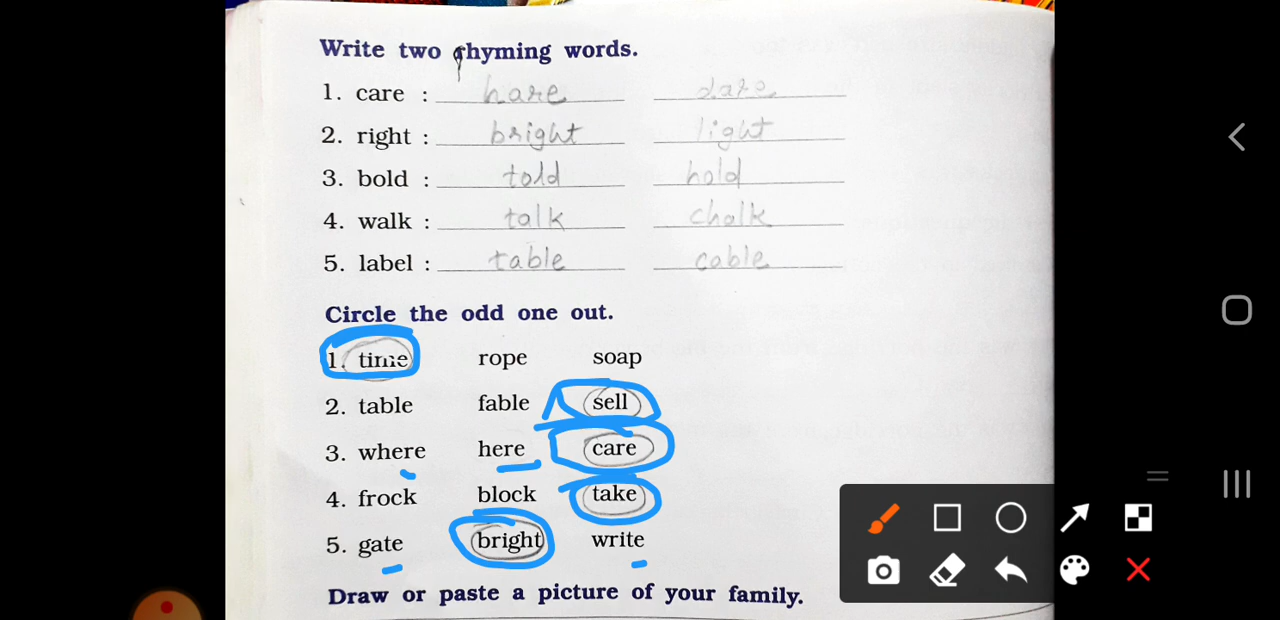 Write two rhyming words.
1. care : hare dare
2. right : bright light
3. bold : told hold
4. walk : talk chalk
5. label : table cable
Circle the odd one out.
1. time rope soap
2. table fable sell
3. where here care
4. frock block take
5. gate bright write
Draw or paste a picture of your family.